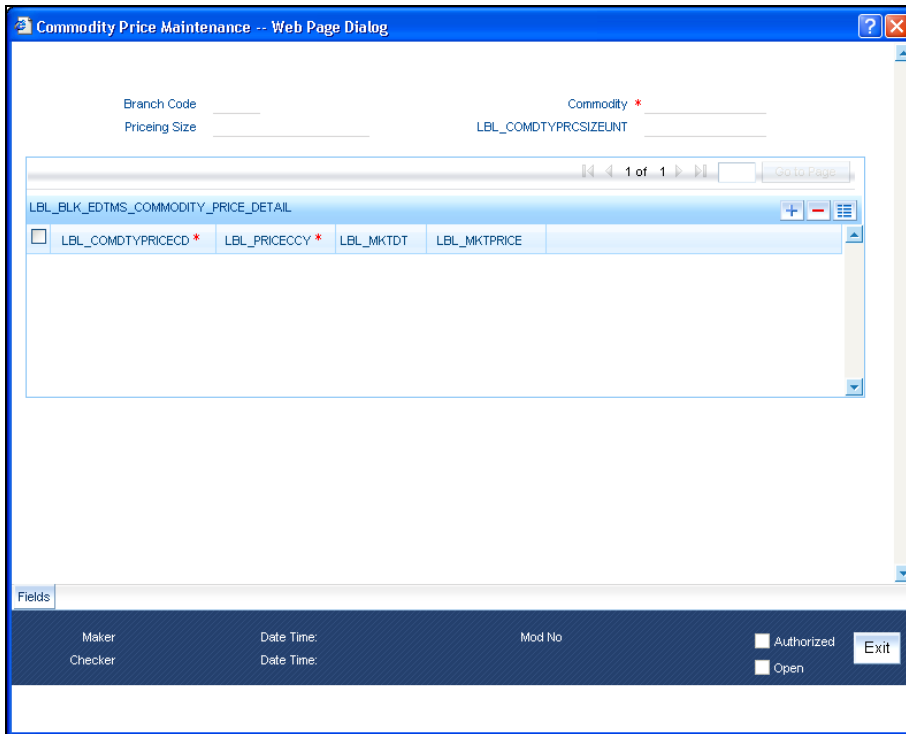 Commodity Price Maintenance -- Web Page Dialog
Branch Code
Commodity *
Priceing Size
LBL_COMDTYPRCSIZEUNT
1 of 1
Go to Page
LBL_BLK_EDTMS_COMMODITY_PRICE_DETAIL
LBL_COMDTYPRICECD * LBL_PRICECCY * LBL_MKTDT LBL_MKTPRICE
Fields
Maker Date Time: Mod No
Authorized
Exit
Checker Date Time:
Open